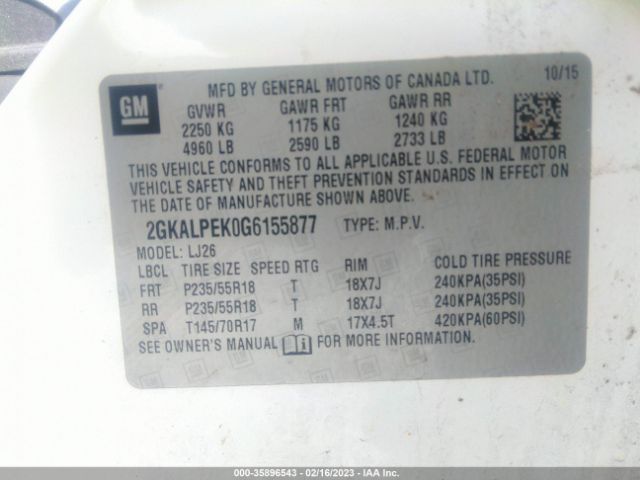 MFD BY GENERAL MOTORS OF CANADA LTD. 10/15
GM
GVWR GAWR FRT GAWR RR
2250 KG 1175 KG 1240 KG
4960 LB 2590 LB 2733 LB
THIS VEHICLE CONFORMS TO ALL APPLICABLE U.S. FEDERAL MOTOR
VEHICLE SAFETY AND THEFT PREVENTION STANDARDS IN EFFECT ON THE
DATE OF MANUFACTURE SHOWN ABOVE.
2GKALPEK0G6155877 TYPE: M.P.V.
MODEL: LJ26
LBCL TIRE SIZE SPEED RTG RIM COLD TIRE PRESSURE
FRT P235/55R18 T 18X7J 240KPA(35PSI)
RR P235/55R18 T 18X7J 240KPA(35PSI)
SPA T145/70R17 M 17X4.5T 420KPA(60PSI)
SEE OWNER'S MANUAL FOR MORE INFORMATION.
000-35896543 - 02/16/2023 - IAA Inc.